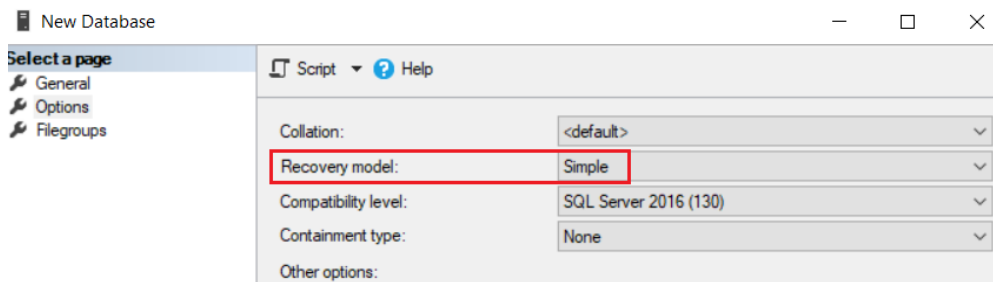 New Database
Select a page
General
Options
Filegroups
Script Help
Collation: <default>
Recovery model: Simple
Compatibility level: SQL Server 2016 (130)
Containment type: None
Other options: